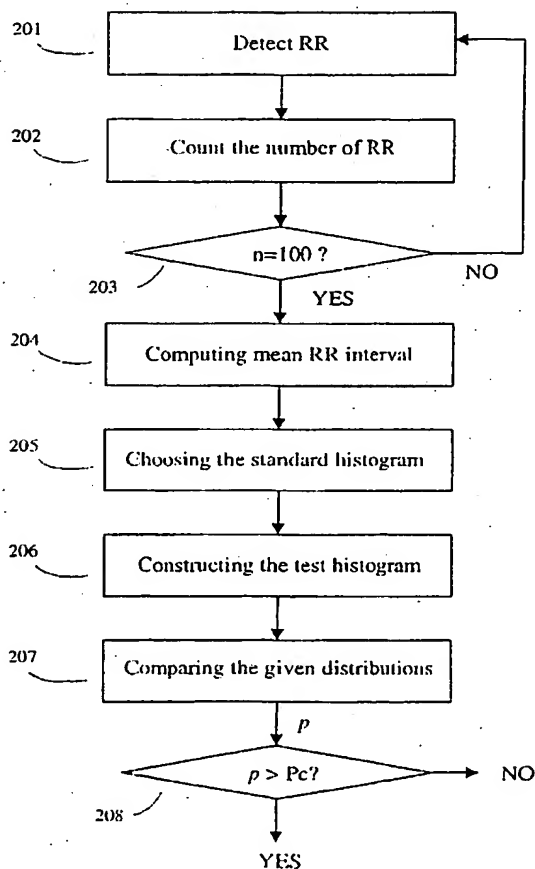 201
Detect RR
202
Count the number of RR
n=100 ?
203
NO
YES
204
Computing mean RR interval
205
Choosing the standard histogram
206
Constructing the test histogram
207
Comparing the given distributions
p
p > Pc?
NO
208
YES